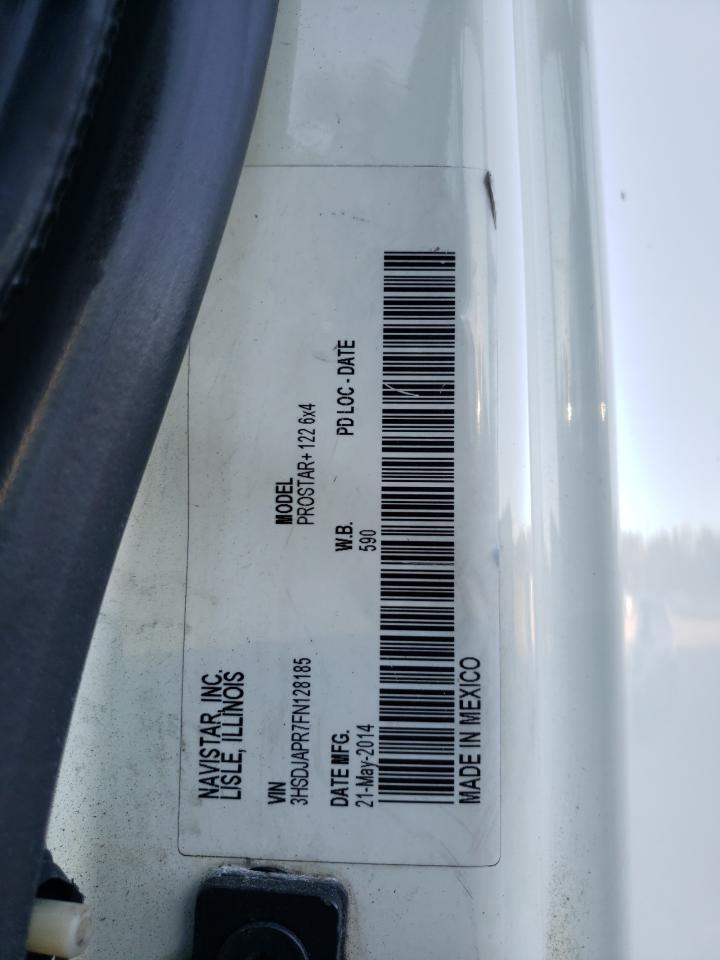 NAVISTAR, INC.
LISLE, ILLINOIS
VIN
3HSDJAPR7FN128185
MODEL
PROSTAR+ 122 6x4
DATE MFG.
21-May-2014
W.B.
590
PD LOC - DATE
MADE IN MEXICO